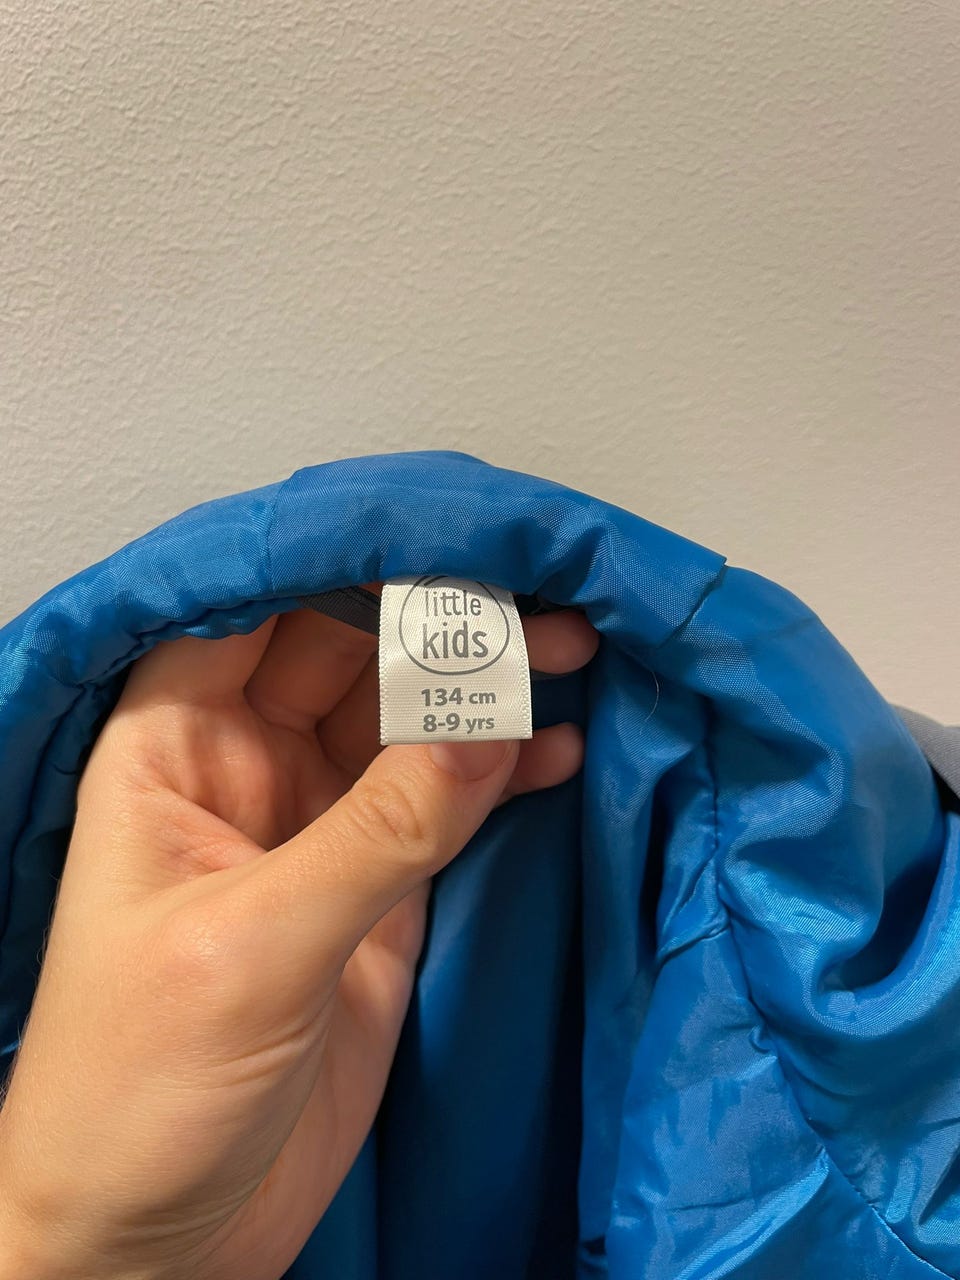 little
kids
134 cm
8-9 yrs